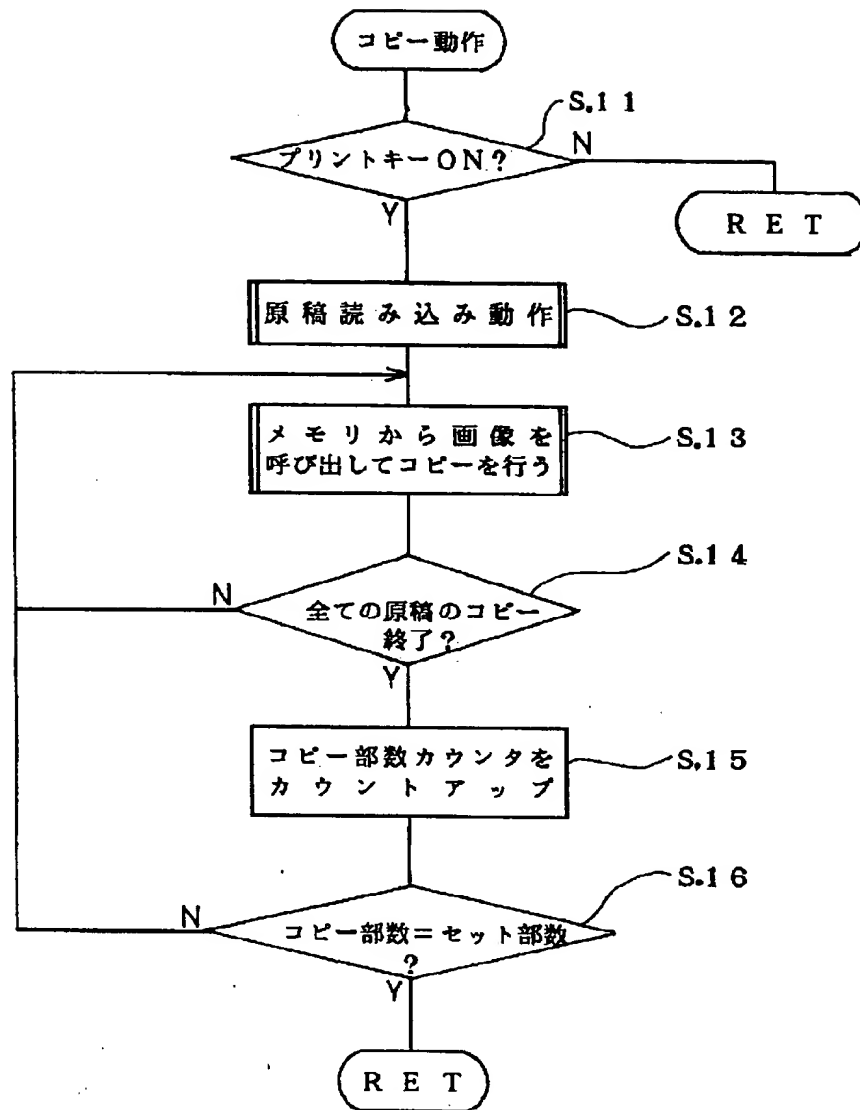 コピー動作
S.11
プリントキーON?
N
Y
RET
原稿読み込み動作
S.12
メモリから画像を
呼び出してコピーを行う
S.13
S.14
N
全ての原稿のコピー
終了?
Y
コピー部数カウンタを
カウントアップ
S.15
S.16
N
コピー部数=セット部数
?
Y
RET